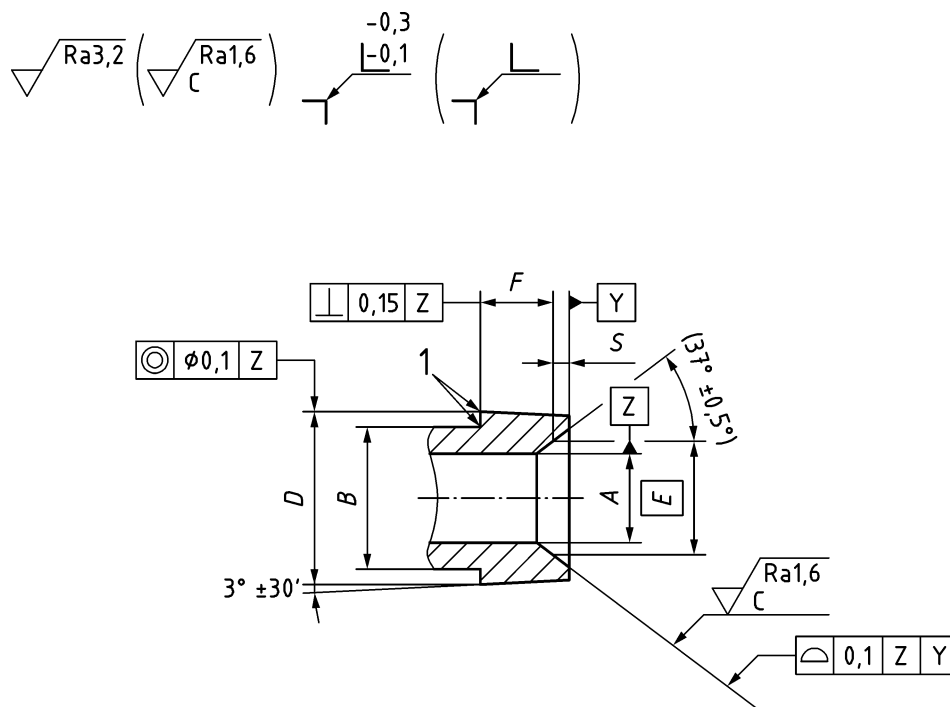 Ra3,2 ( Ra1,6 )
C
-0,3
-0,1
⊥ 0,15 Z
F
Y
S
◎ ⌀0,1 Z
1
(37° ±0,5°)
Z
D
B
A
E
3° ±30′
Ra1,6
C
⌓ 0,1 Z Y